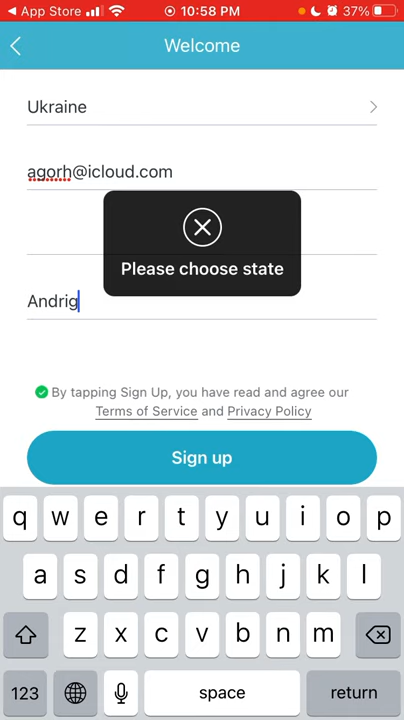 App Store 10:58 PM 37%
Welcome
Ukraine
agorh@icloud.com
Please choose state
Andrig
By tapping Sign Up, you have read and agree our
Terms of Service and Privacy Policy
Sign up
q w e r t y u i o p
a s d f g h j k l
z x c v b n m
123 space return